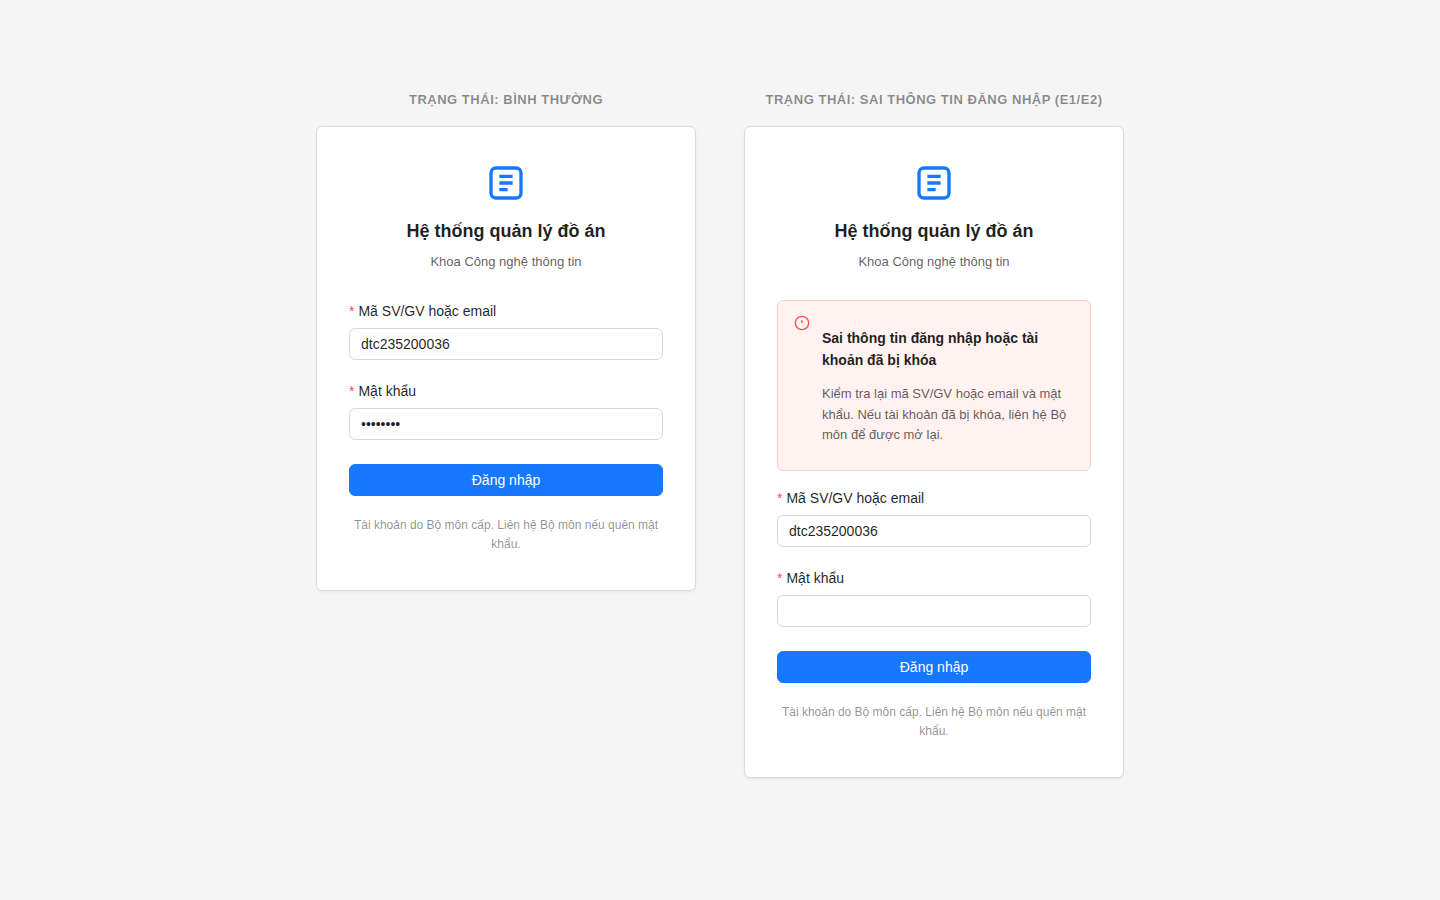 TRẠNG THÁI: BÌNH THƯỜNG
Hệ thống quản lý đồ án
Khoa Công nghệ thông tin
* Mã SV/GV hoặc email
dtc235200036
* Mật khẩu
••••••••
Đăng nhập
Tài khoản do Bộ môn cấp. Liên hệ Bộ môn nếu quên mật
khẩu.
TRẠNG THÁI: SAI THÔNG TIN ĐĂNG NHẬP (E1/E2)
Hệ thống quản lý đồ án
Khoa Công nghệ thông tin
Sai thông tin đăng nhập hoặc tài
khoản đã bị khóa
Kiểm tra lại mã SV/GV hoặc email và mật
khẩu. Nếu tài khoản đã bị khóa, liên hệ Bộ
môn để được mở lại.
* Mã SV/GV hoặc email
dtc235200036
* Mật khẩu
Đăng nhập
Tài khoản do Bộ môn cấp. Liên hệ Bộ môn nếu quên mật
khẩu.